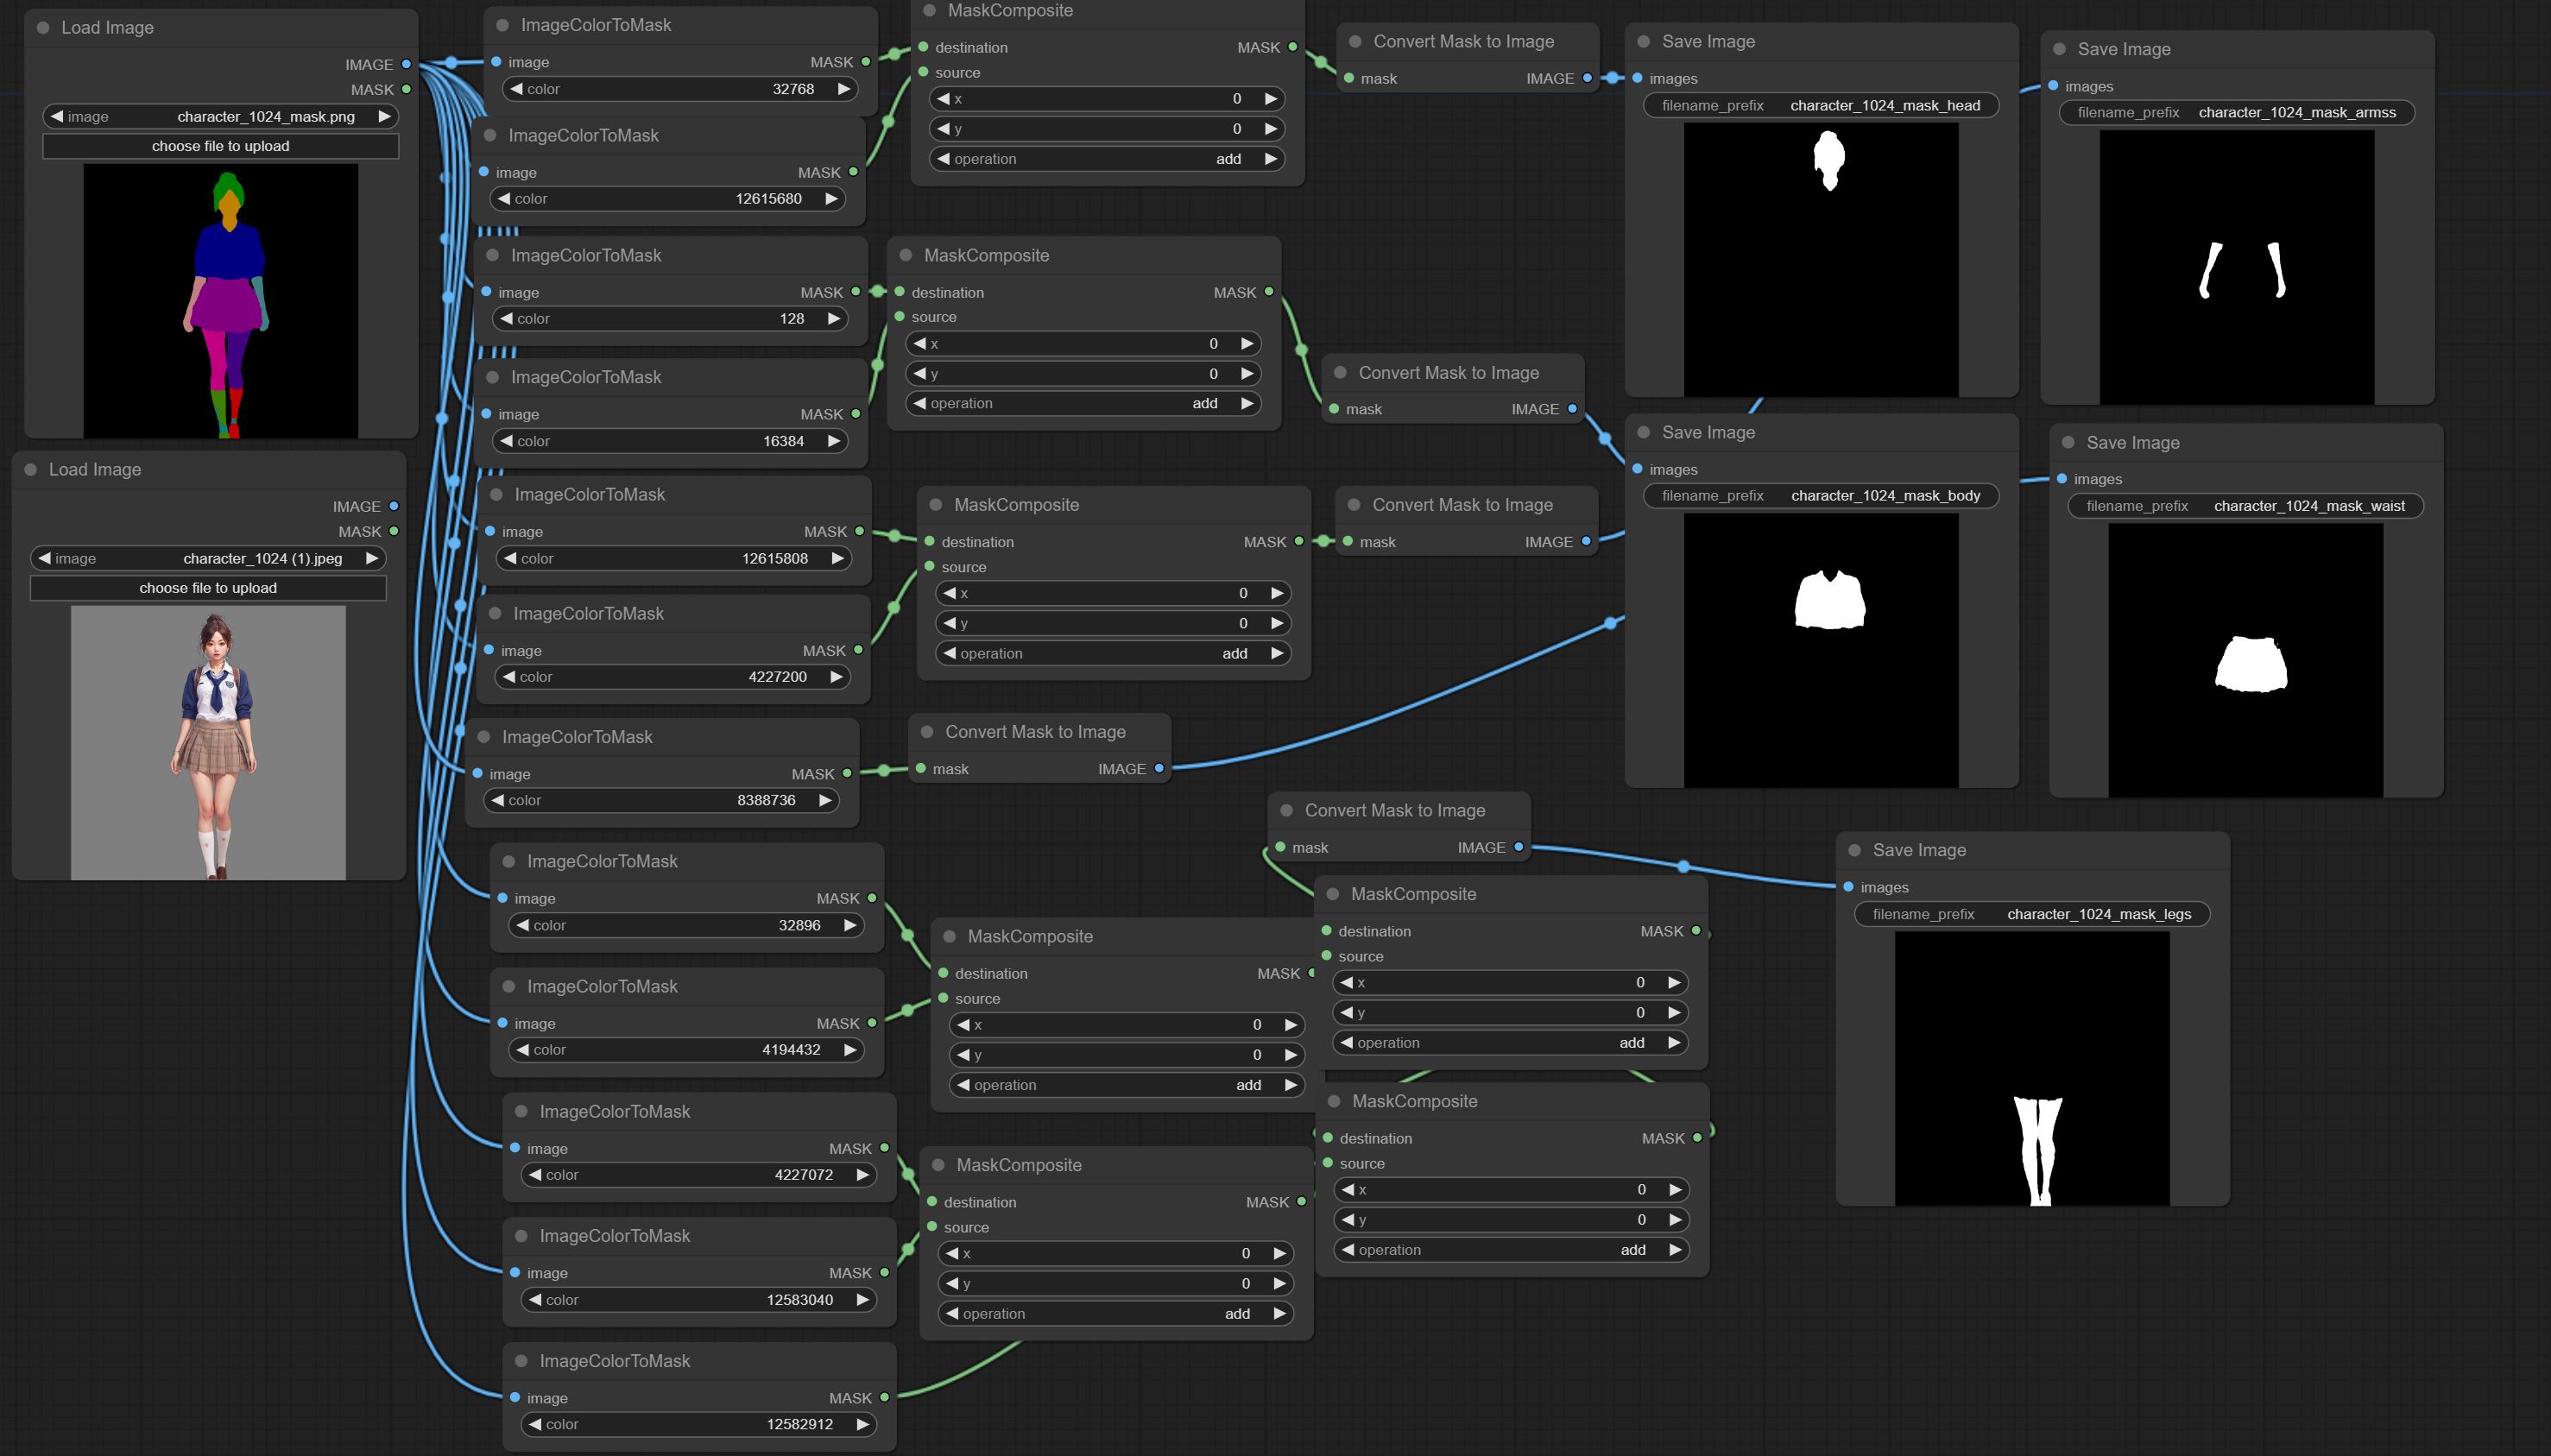 Load Image
IMAGE
MASK
image character_1024_mask.png
choose file to upload
Load Image
IMAGE
MASK
image character_1024 (1).jpeg
choose file to upload
ImageColorToMask
image MASK
color 32768
ImageColorToMask
image MASK
color 12615680
ImageColorToMask
image MASK
color 128
ImageColorToMask
image MASK
color 16384
ImageColorToMask
image MASK
color 12615808
ImageColorToMask
image MASK
color 4227200
ImageColorToMask
image MASK
color 8388736
ImageColorToMask
image MASK
color 32896
ImageColorToMask
image MASK
color 4194432
ImageColorToMask
image MASK
color 4227072
ImageColorToMask
image MASK
color 12583040
ImageColorToMask
image MASK
color 12582912
MaskComposite
destination MASK
source
x 0
y 0
operation add
MaskComposite
destination MASK
source
x 0
y 0
operation add
MaskComposite
destination MASK
source
x 0
y 0
operation add
Convert Mask to Image
mask IMAGE
MaskComposite
destination MASK
source
x 0
y 0
operation add
MaskComposite
destination MASK
source
x 0
y 0
operation add
Convert Mask to Image
mask IMAGE
Convert Mask to Image
mask IMAGE
Convert Mask to Image
mask IMAGE
Convert Mask to Image
mask IMAGE
MaskComposite
destination MASK
source
x 0
y 0
operation add
MaskComposite
destination MASK
source
x 0
y 0
operation add
Save Image
images
filename_prefix character_1024_mask_head
Save Image
images
filename_prefix character_1024_mask_body
Save Image
images
filename_prefix character_1024_mask_armss
Save Image
images
filename_prefix character_1024_mask_waist
Save Image
images
filename_prefix character_1024_mask_legs